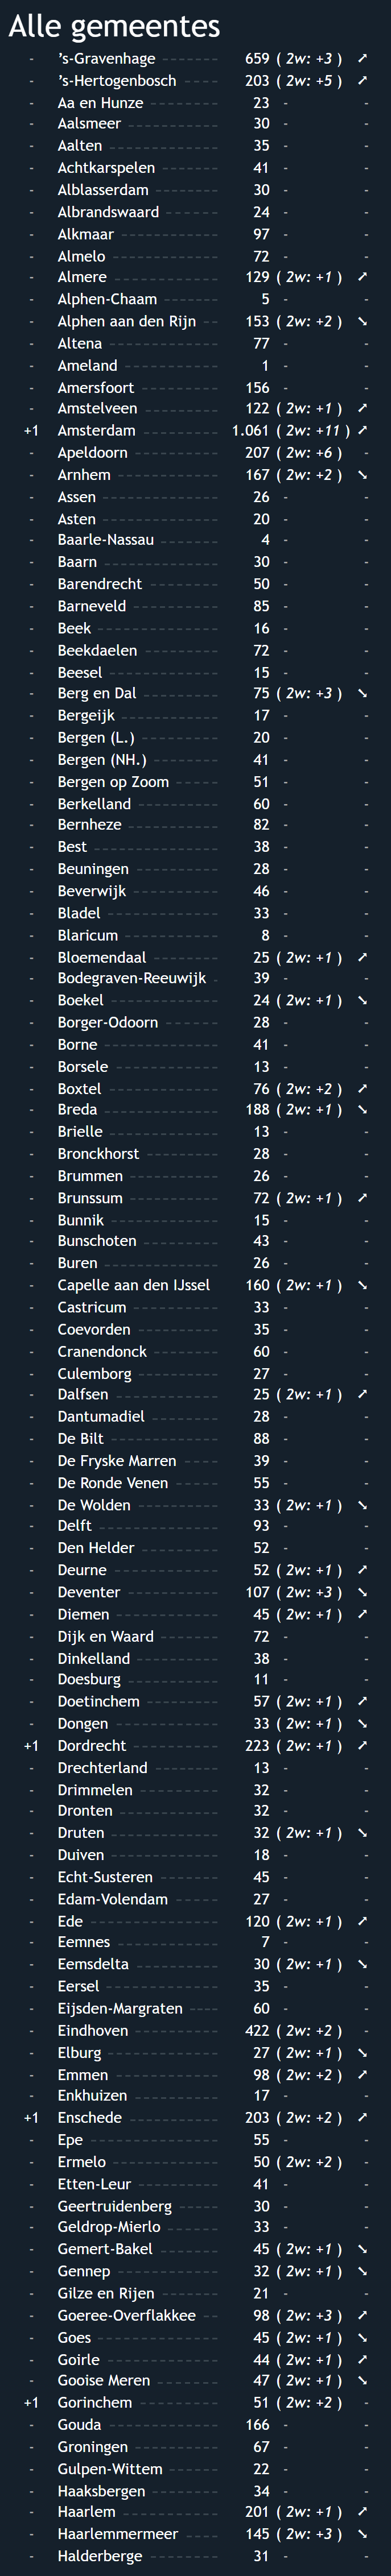 Alle gemeentes
- ’s-Gravenhage 659 ( 2w: +3 ) ➚
- ’s-Hertogenbosch 203 ( 2w: +5 ) ➚
- Aa en Hunze 23 - -
- Aalsmeer 30 - -
- Aalten 35 - -
- Achtkarspelen 41 - -
- Alblasserdam 30 - -
- Albrandswaard 24 - -
- Alkmaar 97 - -
- Almelo 72 - -
- Almere 129 ( 2w: +1 ) ➚
- Alphen-Chaam 5 - -
- Alphen aan den Rijn 153 ( 2w: +2 ) ➘
- Altena 77 - -
- Ameland 1 - -
- Amersfoort 156 - -
- Amstelveen 122 ( 2w: +1 ) ➚
+1 Amsterdam 1.061 ( 2w: +11 ) ➚
- Apeldoorn 207 ( 2w: +6 ) -
- Arnhem 167 ( 2w: +2 ) ➘
- Assen 26 - -
- Asten 20 - -
- Baarle-Nassau 4 - -
- Baarn 30 - -
- Barendrecht 50 - -
- Barneveld 85 - -
- Beek 16 - -
- Beekdaelen 72 - -
- Beesel 15 - -
- Berg en Dal 75 ( 2w: +3 ) ➘
- Bergeijk 17 - -
- Bergen (L.) 20 - -
- Bergen (NH.) 41 - -
- Bergen op Zoom 51 - -
- Berkelland 60 - -
- Bernheze 82 - -
- Best 38 - -
- Beuningen 28 - -
- Beverwijk 46 - -
- Bladel 33 - -
- Blaricum 8 - -
- Bloemendaal 25 ( 2w: +1 ) ➚
- Bodegraven-Reeuwijk 39 - -
- Boekel 24 ( 2w: +1 ) ➘
- Borger-Odoorn 28 - -
- Borne 41 - -
- Borsele 13 - -
- Boxtel 76 ( 2w: +2 ) ➚
- Breda 188 ( 2w: +1 ) ➘
- Brielle 13 - -
- Bronckhorst 28 - -
- Brummen 26 - -
- Brunssum 72 ( 2w: +1 ) ➚
- Bunnik 15 - -
- Bunschoten 43 - -
- Buren 26 - -
- Capelle aan den IJssel 160 ( 2w: +1 ) ➘
- Castricum 33 - -
- Coevorden 35 - -
- Cranendonck 60 - -
- Culemborg 27 - -
- Dalfsen 25 ( 2w: +1 ) ➚
- Dantumadiel 28 - -
- De Bilt 88 - -
- De Fryske Marren 39 - -
- De Ronde Venen 55 - -
- De Wolden 33 ( 2w: +1 ) ➘
- Delft 93 - -
- Den Helder 52 - -
- Deurne 52 ( 2w: +1 ) ➚
- Deventer 107 ( 2w: +3 ) ➘
- Diemen 45 ( 2w: +1 ) ➚
- Dijk en Waard 72 - -
- Dinkelland 38 - -
- Doesburg 11 - -
- Doetinchem 57 ( 2w: +1 ) ➚
- Dongen 33 ( 2w: +1 ) ➘
+1 Dordrecht 223 ( 2w: +1 ) ➚
- Drechterland 13 - -
- Drimmelen 32 - -
- Dronten 32 - -
- Druten 32 ( 2w: +1 ) ➘
- Duiven 18 - -
- Echt-Susteren 45 - -
- Edam-Volendam 27 - -
- Ede 120 ( 2w: +1 ) ➚
- Eemnes 7 - -
- Eemsdelta 30 ( 2w: +1 ) ➘
- Eersel 35 - -
- Eijsden-Margraten 60 - -
- Eindhoven 422 ( 2w: +2 ) -
- Elburg 27 ( 2w: +1 ) ➘
- Emmen 98 ( 2w: +2 ) ➚
- Enkhuizen 17 - -
+1 Enschede 203 ( 2w: +2 ) ➚
- Epe 55 - -
- Ermelo 50 ( 2w: +2 ) -
- Etten-Leur 41 - -
- Geertruidenberg 30 - -
- Geldrop-Mierlo 33 - -
- Gemert-Bakel 45 ( 2w: +1 ) ➘
- Gennep 32 ( 2w: +1 ) ➘
- Gilze en Rijen 21 - -
- Goeree-Overflakkee 98 ( 2w: +3 ) ➚
- Goes 45 ( 2w: +1 ) ➘
- Goirle 44 ( 2w: +1 ) ➚
- Gooise Meren 47 ( 2w: +1 ) ➘
+1 Gorinchem 51 ( 2w: +2 ) -
- Gouda 166 - -
- Groningen 67 - -
- Gulpen-Wittem 22 - -
- Haaksbergen 34 - -
- Haarlem 201 ( 2w: +1 ) ➚
- Haarlemmermeer 145 ( 2w: +3 ) ➘
- Halderberge 31 - -